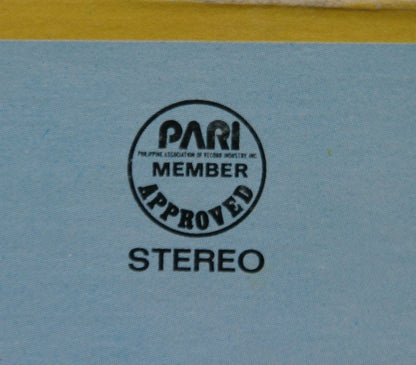 PARI
PHILIPPINE ASSOCIATION OF RECORD INDUSTRY INC.
MEMBER
APPROVED
STEREO